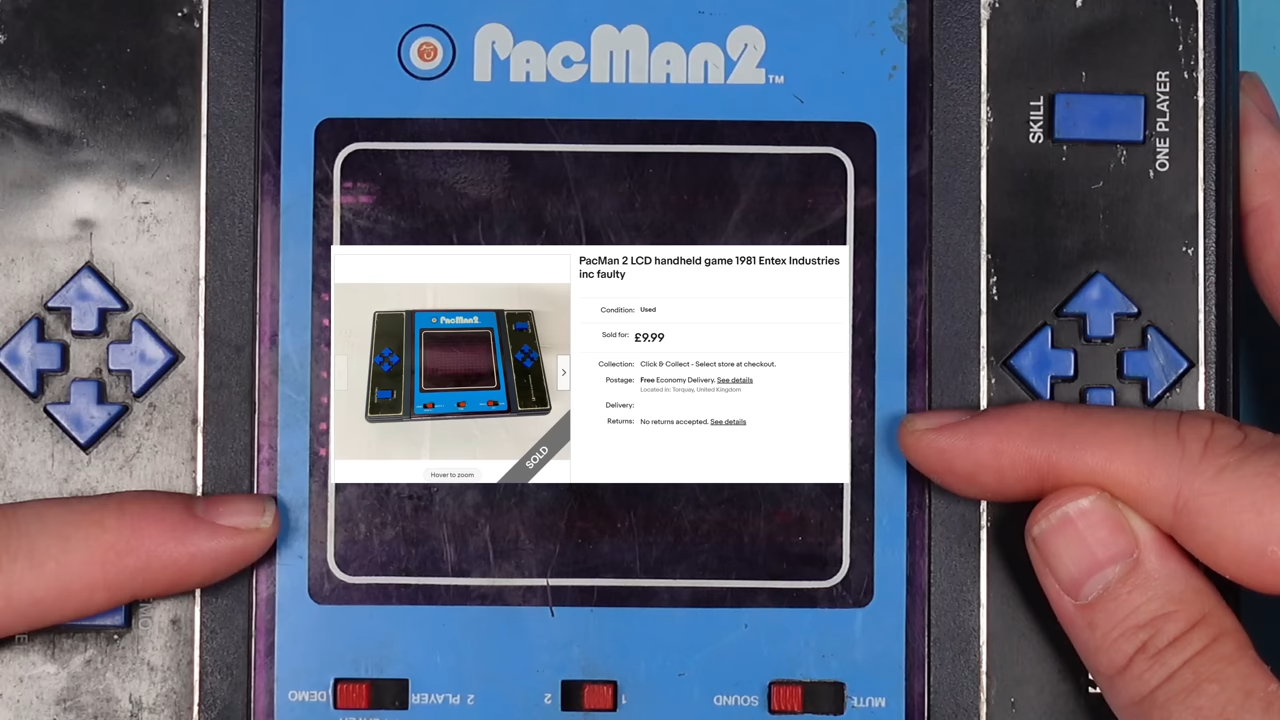 PacMan2 TM
SKILL
ONE PLAYER
PacMan 2 LCD handheld game 1981 Entex Industries
inc faulty
Condition: Used
Sold for: £9.99
Collection: Click & Collect - Select store at checkout.
Postage: Free Economy Delivery. See details
Located in: Torquay, United Kingdom
Delivery:
Returns: No returns accepted. See details
PacMan2
SOLD
Hover to zoom
DEMO
2 PLAYER
2
1
SOUND
MUTE